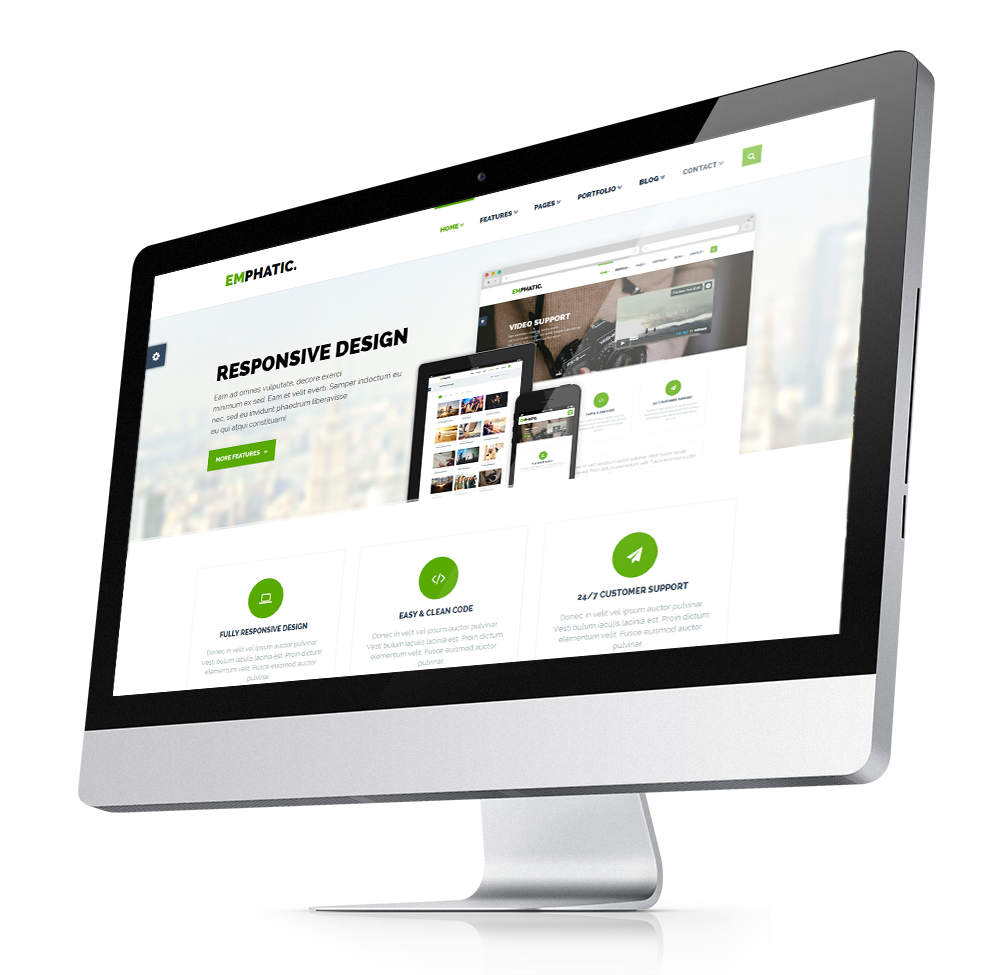 HOME
FEATURES
PAGES
PORTFOLIO
BLOG
CONTACT
EMPHATIC.
EMPHATIC.
VIDEO SUPPORT
RESPONSIVE DESIGN
Eam ad omnes vulputate, decore exerci
minimum ex sed. Eam et velit everti. Semper indoctum eu
nec, sed eu invidunt phaedrum liberavisse
eu qui atqui constituam!
MORE FEATURES »
24/7 CUSTOMER SUPPORT
EMPHATIC.
</>
FULLY RESPONSIVE DESIGN
Donec in velit vel ipsum auctor pulvinar.
Vesti bulum iaculis lacinia est. Proin dictum
elementum velit. Fusce euismod auctor
pulvinar.
EASY & CLEAN CODE
Donec in velit vel ipsum auctor pulvinar.
Vesti bulum iaculis lacinia est. Proin dictum
elementum velit. Fusce euismod auctor
pulvinar.
24/7 CUSTOMER SUPPORT
Donec in velit vel ipsum auctor pulvinar.
Vesti bulum iaculis lacinia est. Proin dictum
elementum velit. Fusce euismod auctor
pulvinar.